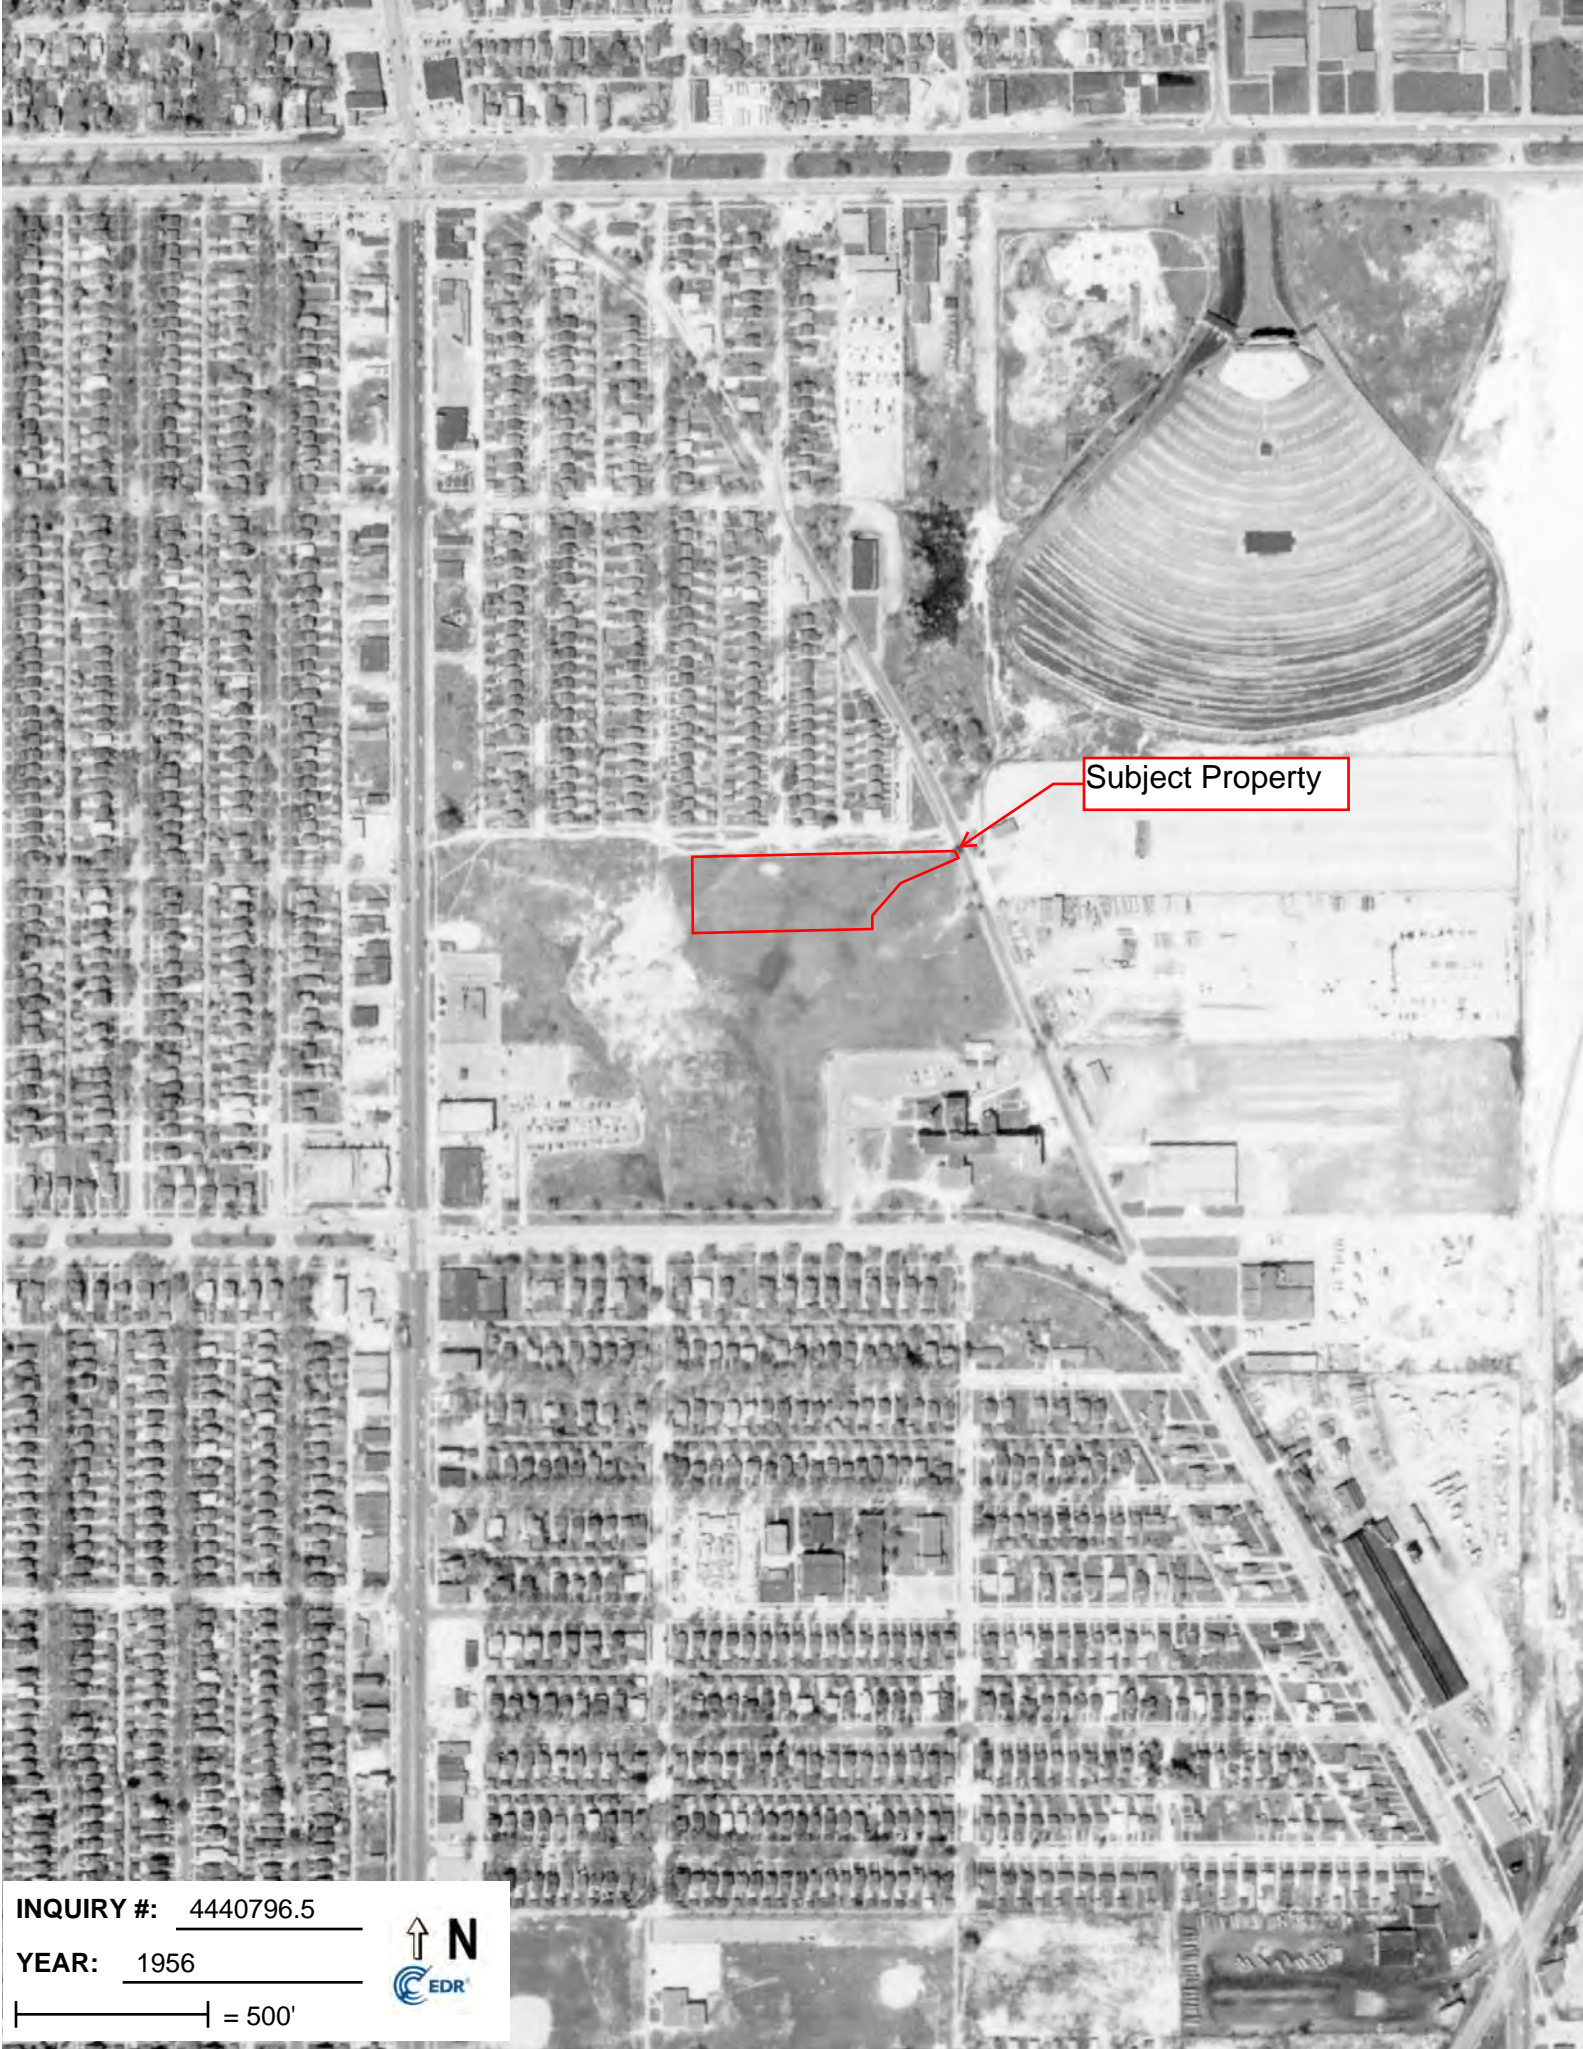 Subject Property
INQUIRY #: 4440796.5
YEAR: 1956
N
EDR
= 500'